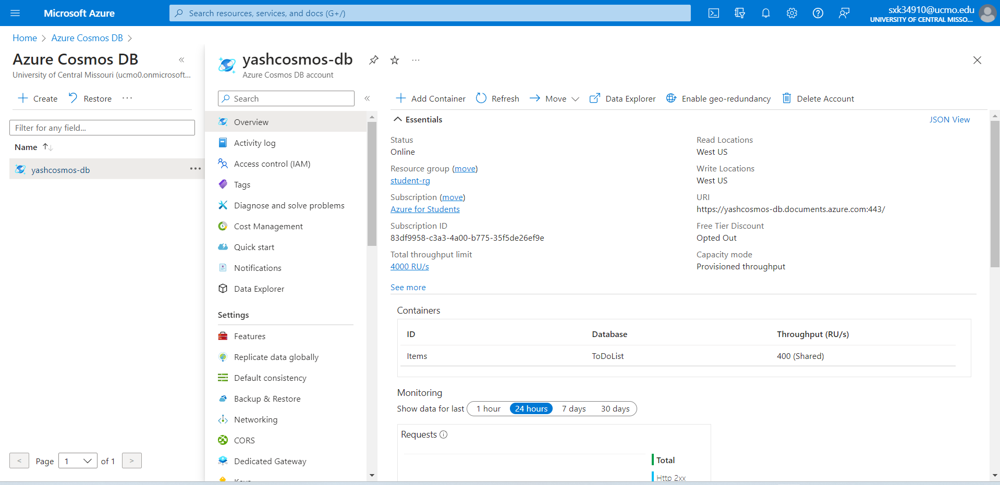 Microsoft Azure
Search resources, services, and docs (G+/)
sxk34910@ucmo.edu
UNIVERSITY OF CENTRAL MISSO...
Home > Azure Cosmos DB >
Azure Cosmos DB
University of Central Missouri (ucmo0.onmicrosoft...
Create Restore ...
Filter for any field...
Name
yashcosmos-db
< Page 1 of 1 >
yashcosmos-db
Azure Cosmos DB account
Search
Overview
Activity log
Access control (IAM)
Tags
Diagnose and solve problems
Cost Management
Quick start
Notifications
Data Explorer
Settings
Features
Replicate data globally
Default consistency
Backup & Restore
Networking
CORS
Dedicated Gateway
Keys
Add Container Refresh Move Data Explorer Enable geo-redundancy Delete Account
Essentials
JSON View
Status
Online
Resource group (move)
student-rg
Subscription (move)
Azure for Students
Subscription ID
83df9958-c3a3-4a00-b775-35f5de26ef9e
Total throughput limit
4000 RU/s
See more
Read Locations
West US
Write Locations
West US
URI
https://yashcosmos-db.documents.azure.com:443/
Free Tier Discount
Opted Out
Capacity mode
Provisioned throughput
Containers
ID Database Throughput (RU/s)
Items ToDoList 400 (Shared)
Monitoring
Show data for last 1 hour 24 hours 7 days 30 days
Requests
Total
Http 2xx